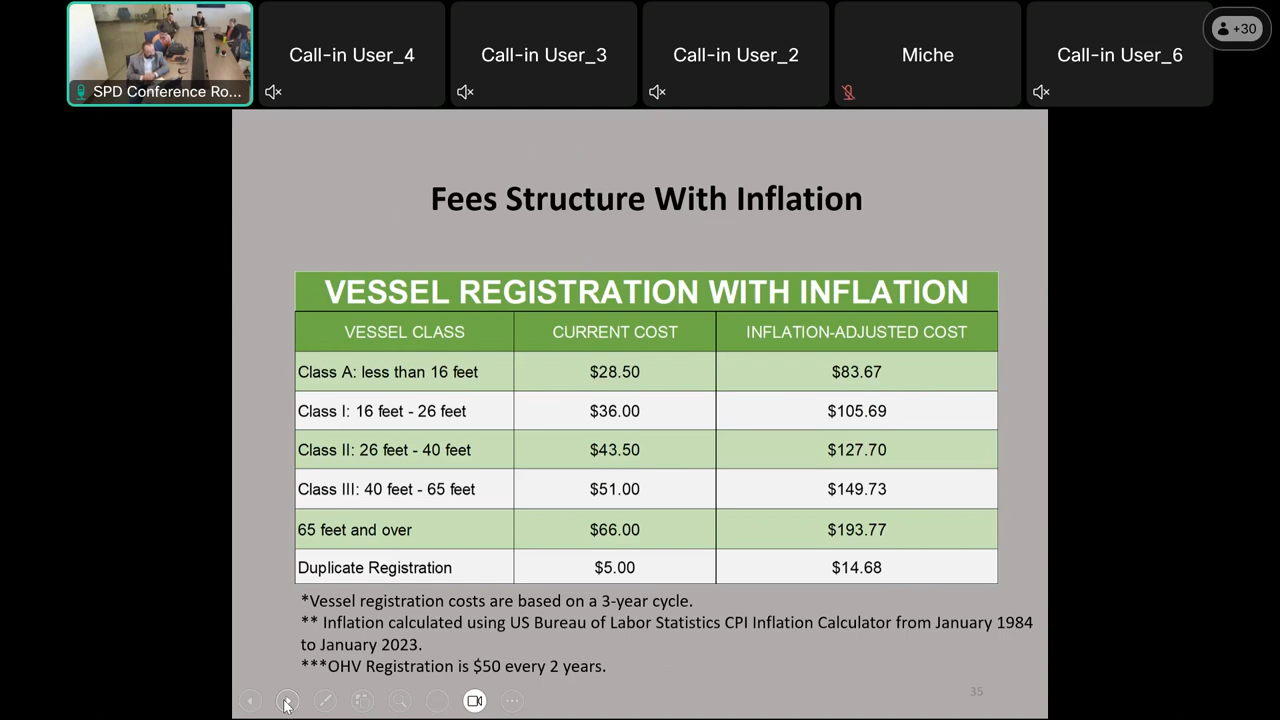 SPD Conference Ro...
Call-in User_4
Call-in User_3
Call-in User_2
Miche
Call-in User_6
+30
Fees Structure With Inflation
VESSEL REGISTRATION WITH INFLATION
VESSEL CLASS CURRENT COST INFLATION-ADJUSTED COST
Class A: less than 16 feet $28.50 $83.67
Class I: 16 feet - 26 feet $36.00 $105.69
Class II: 26 feet - 40 feet $43.50 $127.70
Class III: 40 feet - 65 feet $51.00 $149.73
65 feet and over $66.00 $193.77
Duplicate Registration $5.00 $14.68
*Vessel registration costs are based on a 3-year cycle.
** Inflation calculated using US Bureau of Labor Statistics CPI Inflation Calculator from January 1984
to January 2023.
***OHV Registration is $50 every 2 years.
35